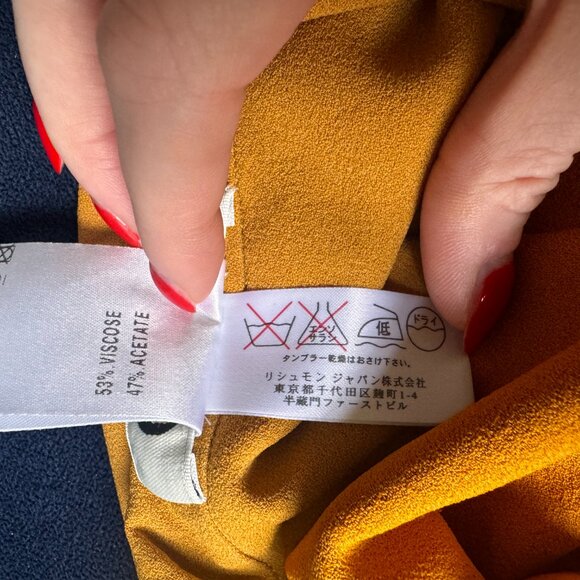 53% VISCOSE
47% ACETATE
エンソ
サラシ
低
ドライ
タンブラー乾燥はおさけ下さい。
リシュモン ジャパン株式会社
東京都千代田区麹町1-4
半蔵門ファーストビル